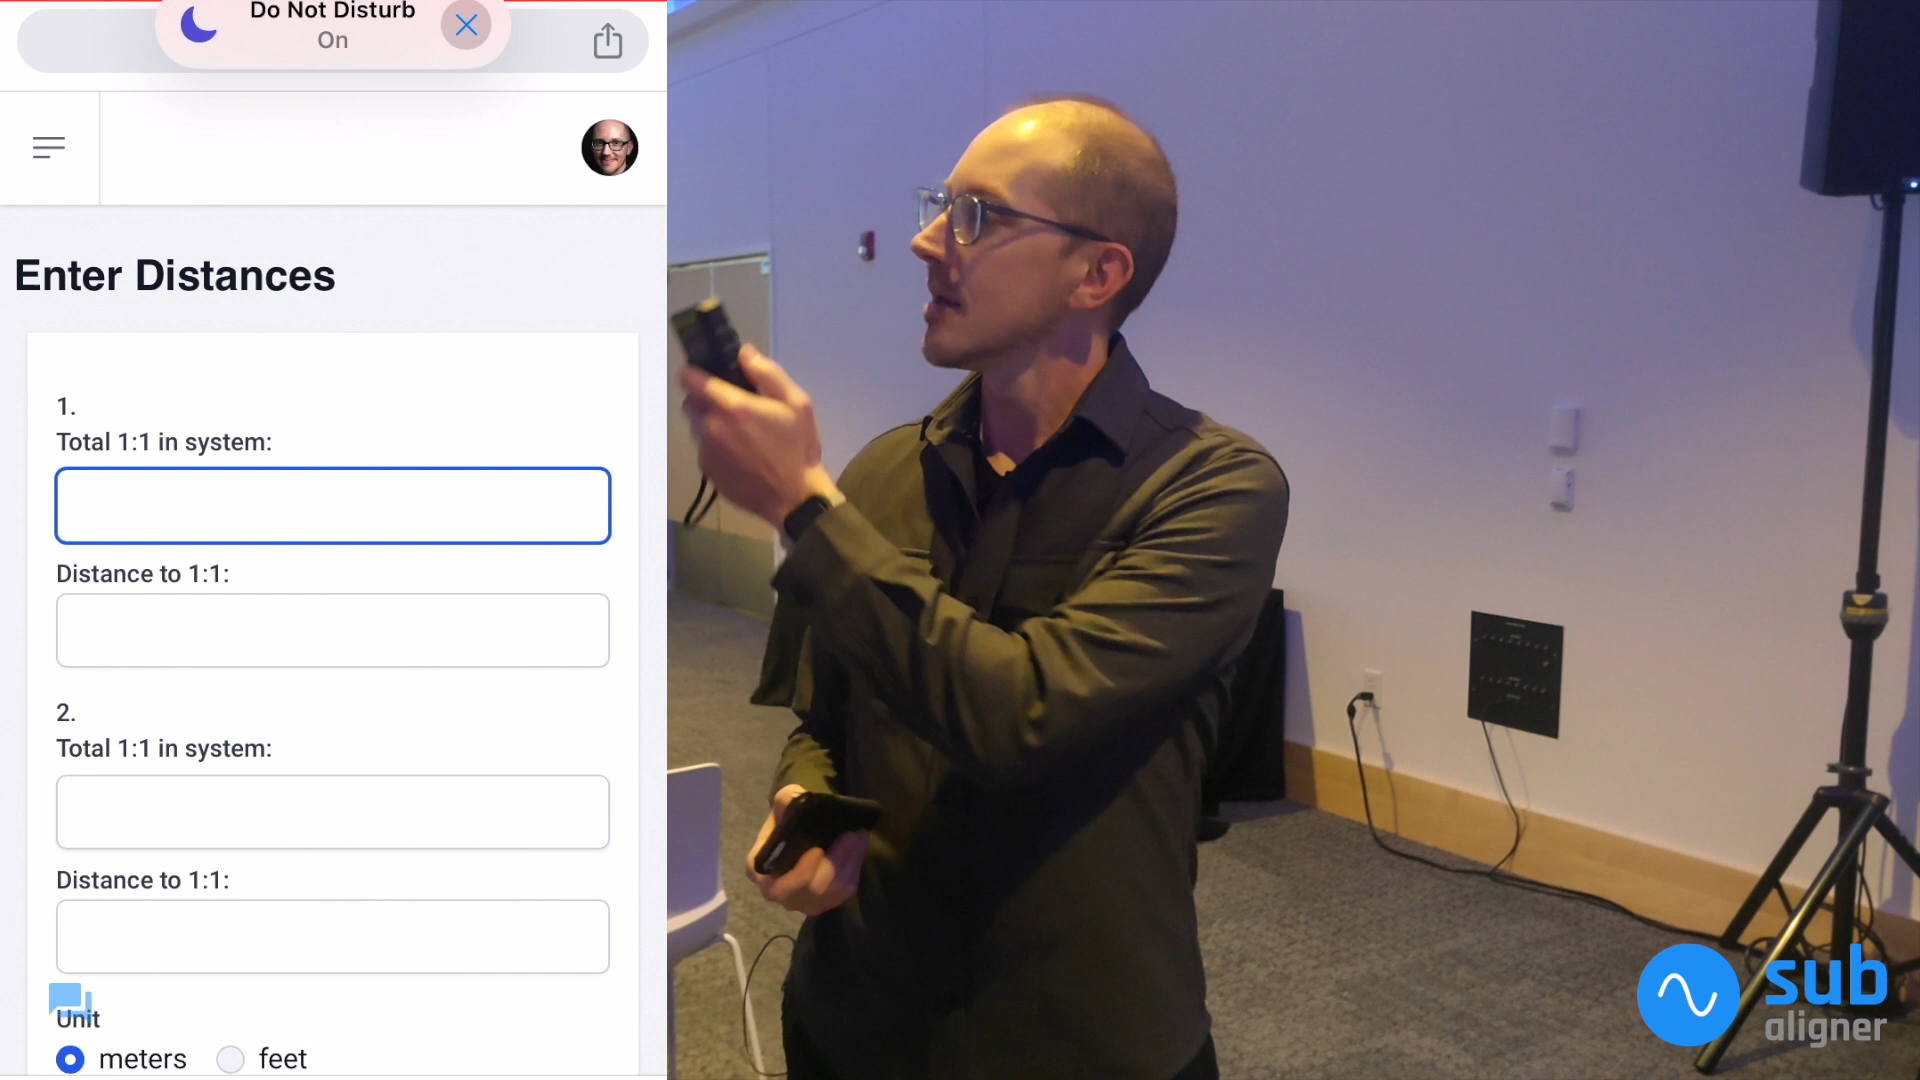 Do Not Disturb
On
Enter Distances
1.
Total 1:1 in system:
Distance to 1:1:
2.
Total 1:1 in system:
Distance to 1:1:
Unit
meters
feet
sub
aligner